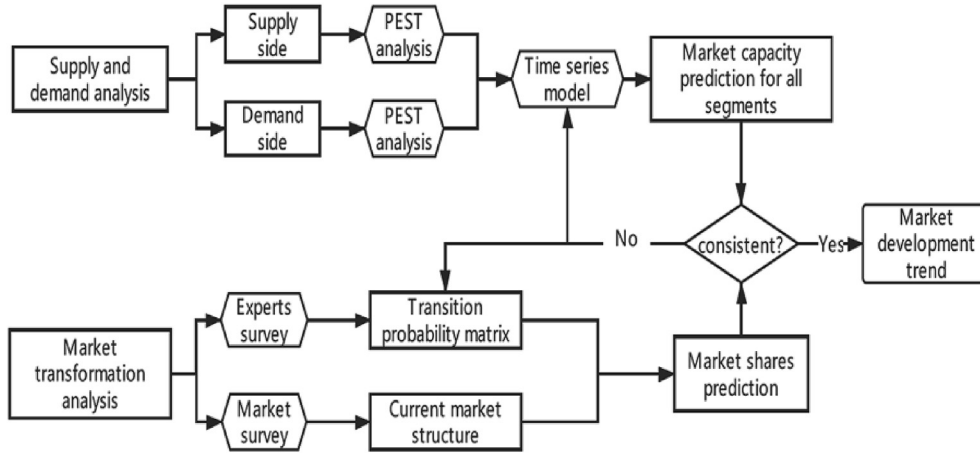 Supply and
demand analysis
Supply
side
PEST
analysis
Demand
side
PEST
analysis
Time series
model
Market capacity
prediction for all
segments
No
consistent?
Yes
Market
development
trend
Market
transformation
analysis
Experts
survey
Transition
probability matrix
Market
survey
Current market
structure
Market shares
prediction